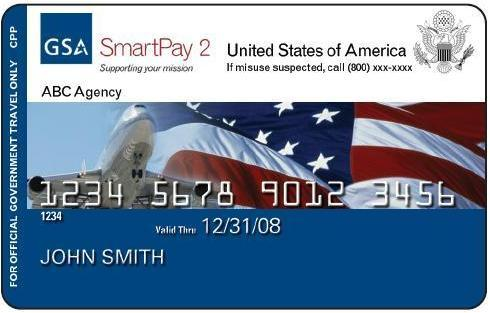 FOR OFFICIAL GOVERNMENT TRAVEL ONLY CPP
GSA SmartPay 2
Supporting your mission
United States of America
If misuse suspected, call (800) xxx-xxxx
ABC Agency
1234 5678 9012 3456
1234
Valid Thru 12/31/08
JOHN SMITH